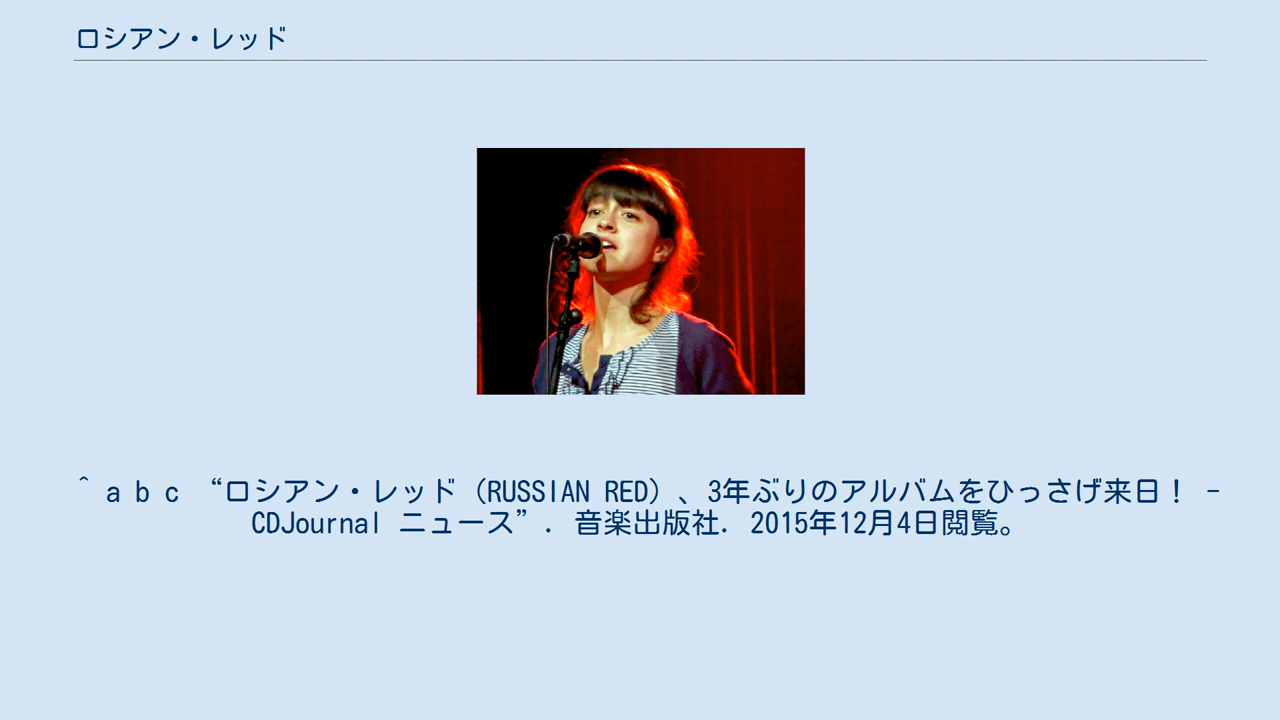 ロシアン・レッド
^ a b c “ロシアン・レッド (RUSSIAN RED) 、3年ぶりのアルバムをひっさげ来日！ -
CDJournal ニュース”. 音楽出版社. 2015年12月4日閲覧。